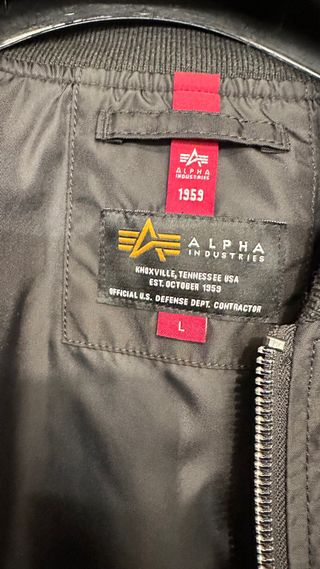 ALPHA
INDUSTRIES
1959
ALPHA
INDUSTRIES
KNOXVILLE, TENNESSEE USA
EST. OCTOBER 1959
OFFICIAL U.S. DEFENSE DEPT. CONTRACTOR
L